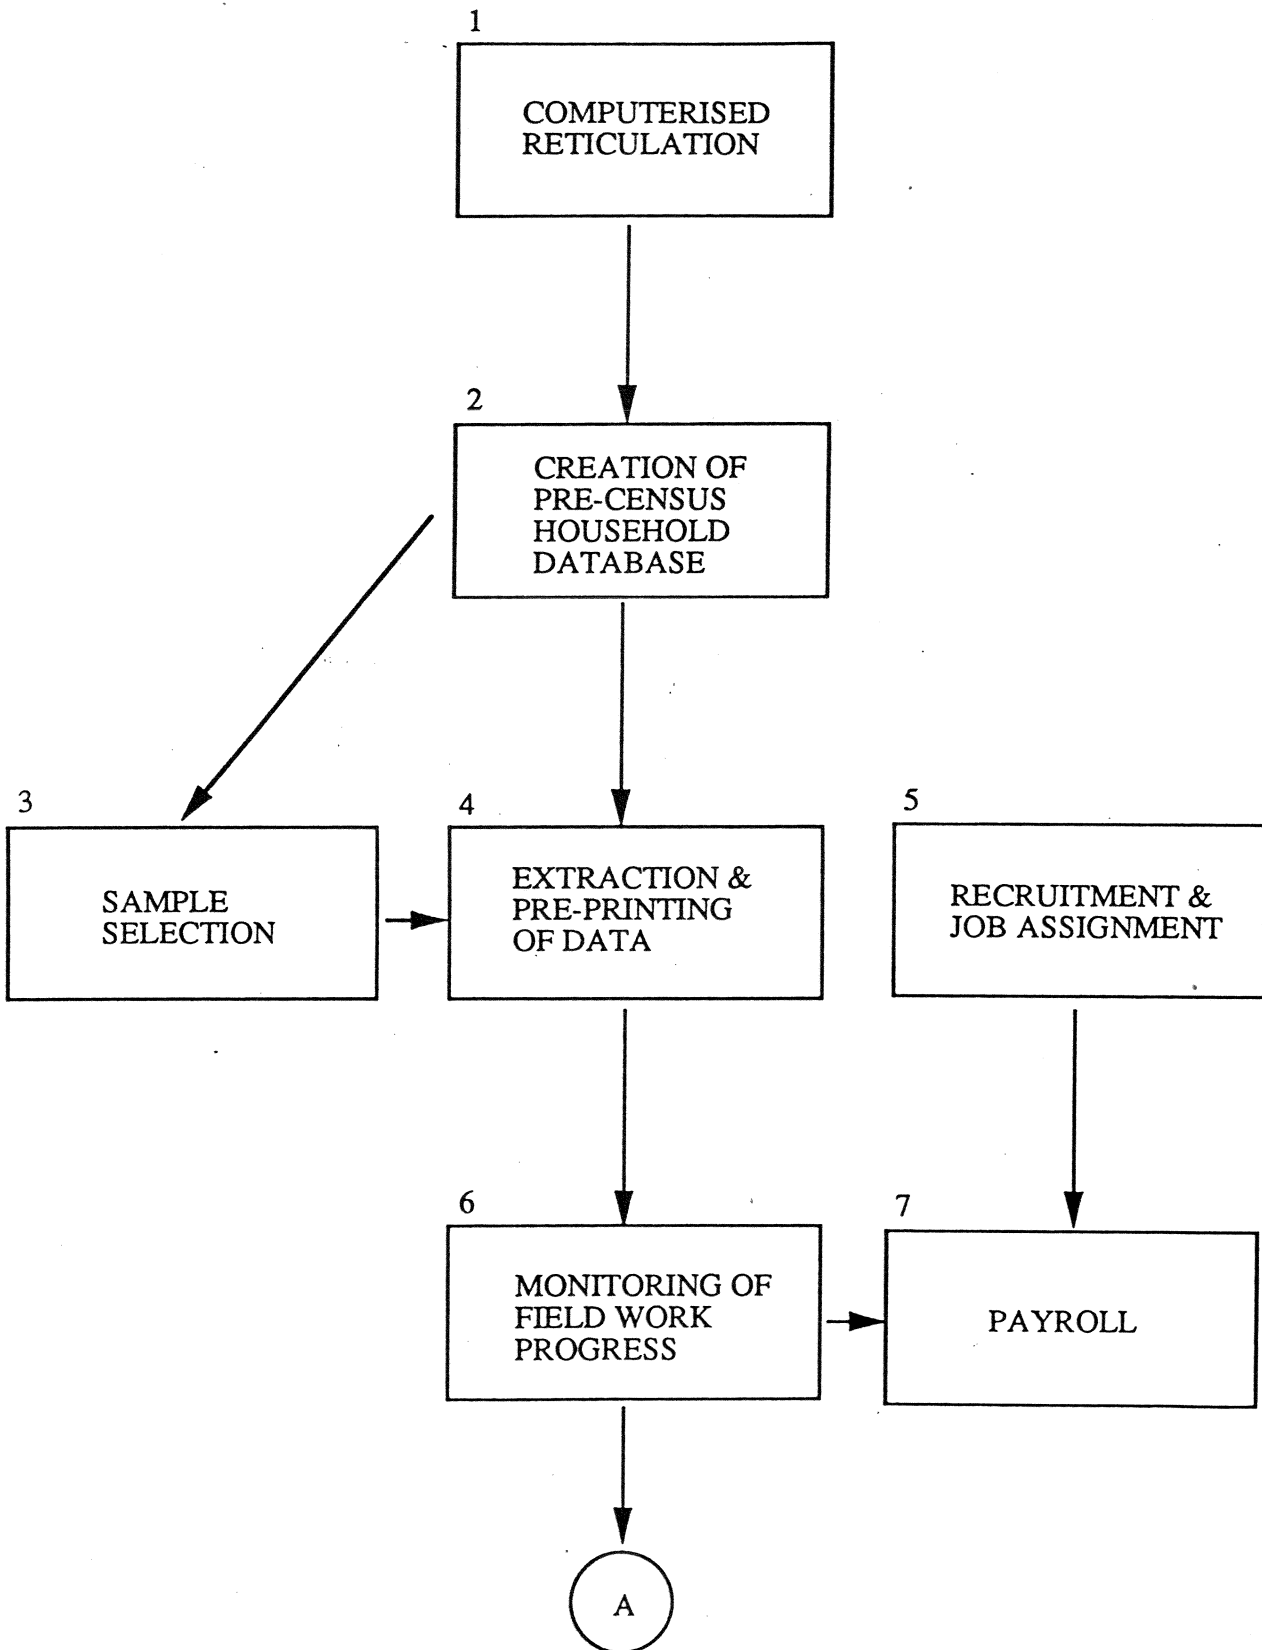 1
COMPUTERISED
RETICULATION
2
CREATION OF
PRE-CENSUS
HOUSEHOLD
DATABASE
3
SAMPLE
SELECTION
4
EXTRACTION &
PRE-PRINTING
OF DATA
5
RECRUITMENT &
JOB ASSIGNMENT
6
MONITORING OF
FIELD WORK
PROGRESS
7
PAYROLL
A